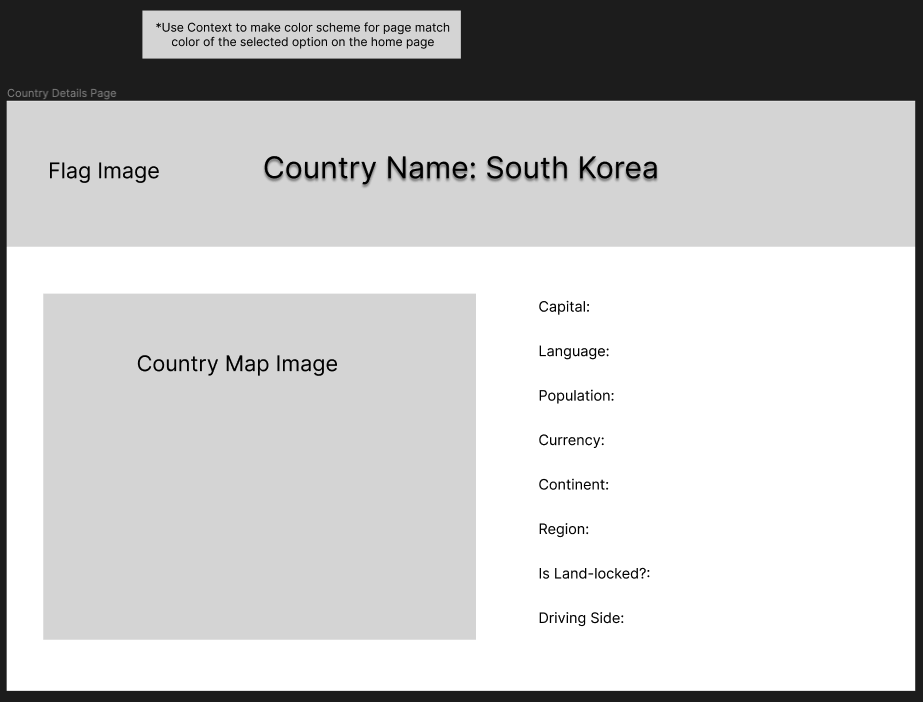 *Use Context to make color scheme for page match
color of the selected option on the home page
Country Details Page
Flag Image
Country Name: South Korea
Country Map Image
Capital:
Language:
Population:
Currency:
Continent:
Region:
Is Land-locked?:
Driving Side: